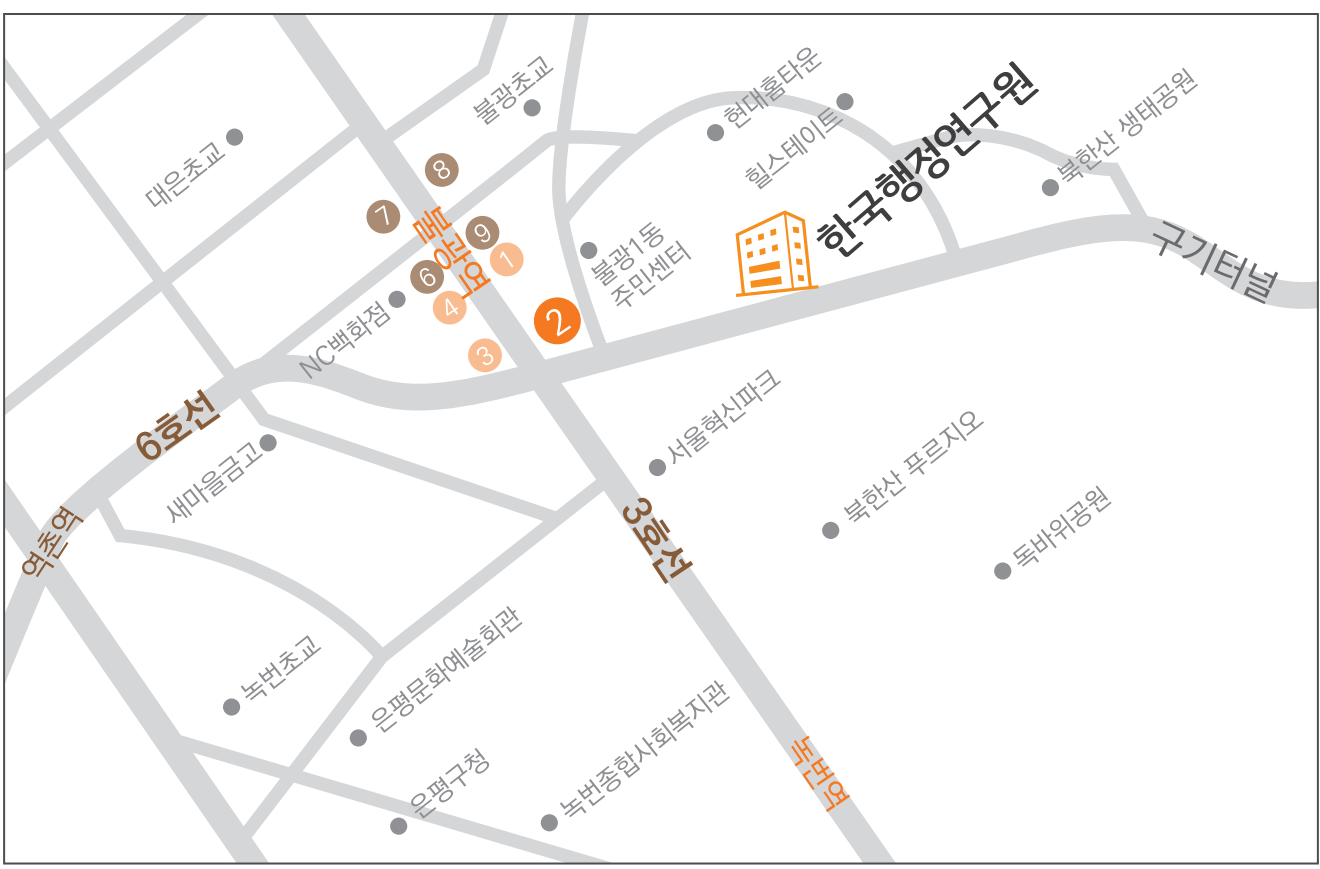 불광초교
현대홈타운
힐스테이트
한국행정연구원
북한산 생태공원
대은초교
8
7
불광역
9
1
6
4
2
3
불광1동
주민센터
구기터널
NC백화점
6호선
새마을금고
서울혁신파크
북한산 푸르지오
3호선
독바위공원
역촌역
녹번초교
은평문화예술회관
은평구청
녹번종합사회복지관
녹번역